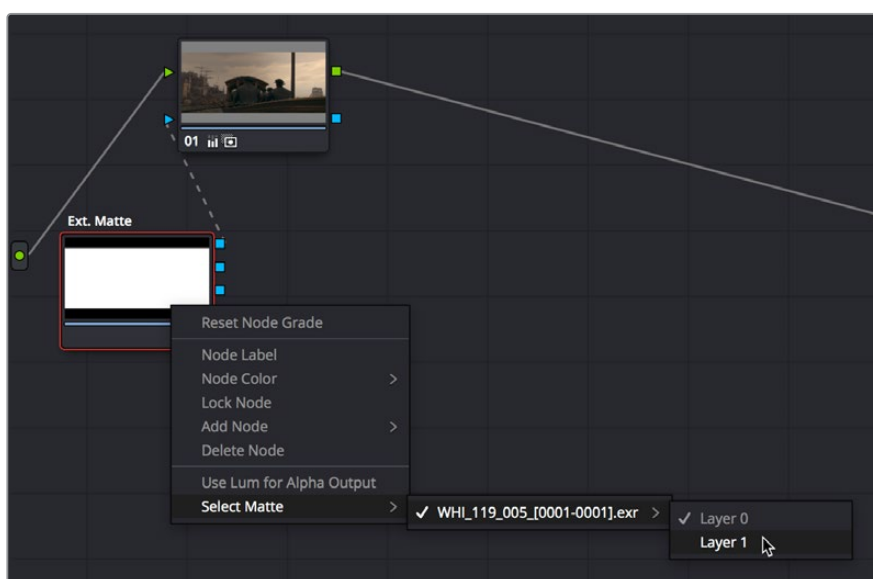 01
Ext. Matte
Reset Node Grade
Node Label
Node Color
Lock Node
Add Node
Delete Node
Use Lum for Alpha Output
Select Matte
WHI_119_005_[0001-0001].exr
Layer 0
Layer 1